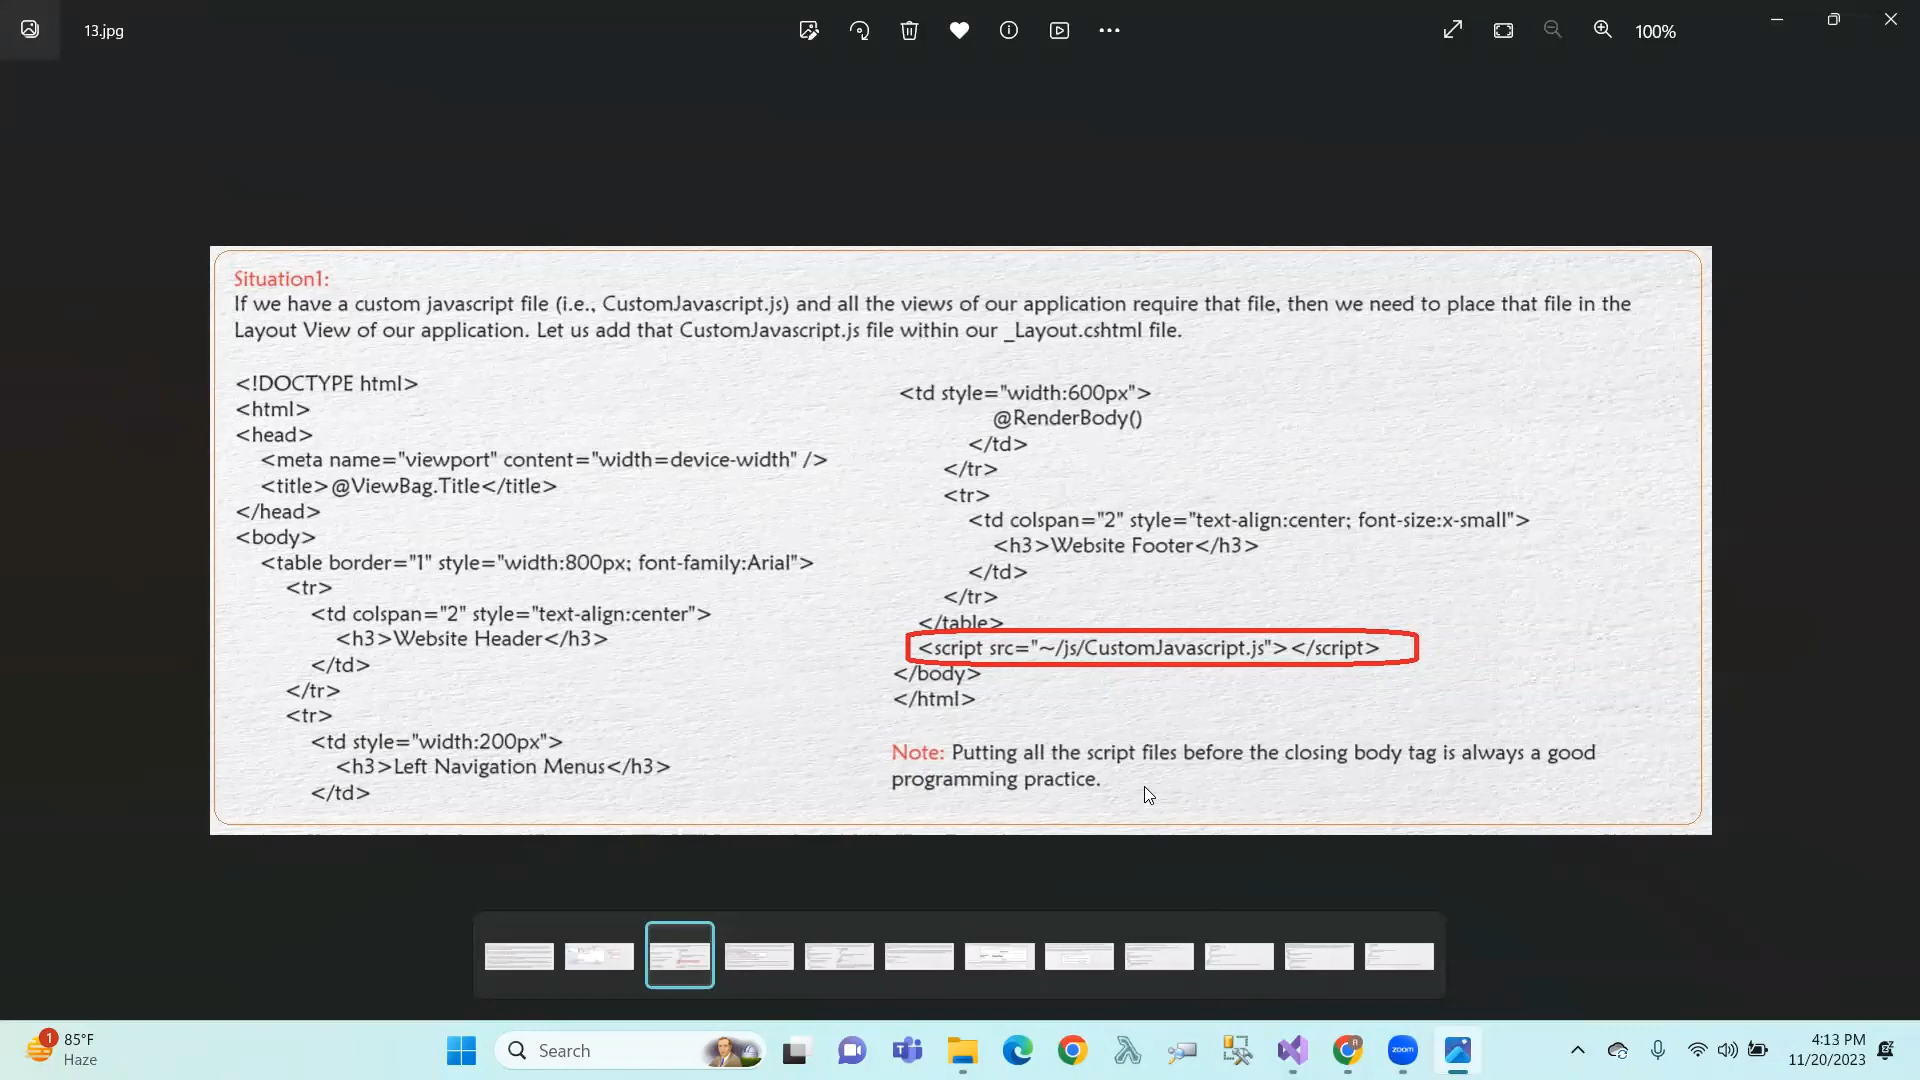 13.jpg
100%
Situation1:
If we have a custom javascript file (i.e., CustomJavascript.js) and all the views of our application require that file, then we need to place that file in the
Layout View of our application. Let us add that CustomJavascript.js file within our _Layout.cshtml file.
<!DOCTYPE html>
<html>
<head>
<meta name="viewport" content="width=device-width" />
<title>@ViewBag.Title</title>
</head>
<body>
<table border="1" style="width:800px; font-family:Arial">
<tr>
<td colspan="2" style="text-align:center">
<h3>Website Header</h3>
</td>
</tr>
<tr>
<td style="width:200px">
<h3>Left Navigation Menus</h3>
</td>
<td style="width:600px">
@RenderBody()
</td>
</tr>
<tr>
<td colspan="2" style="text-align:center; font-size:x-small">
<h3>Website Footer</h3>
</td>
</tr>
</table>
<script src="~/js/CustomJavascript.js"></script>
</body>
</html>
Note: Putting all the script files before the closing body tag is always a good
programming practice.
1
85°F
Haze
Search
zoom
4:13 PM
11/20/2023